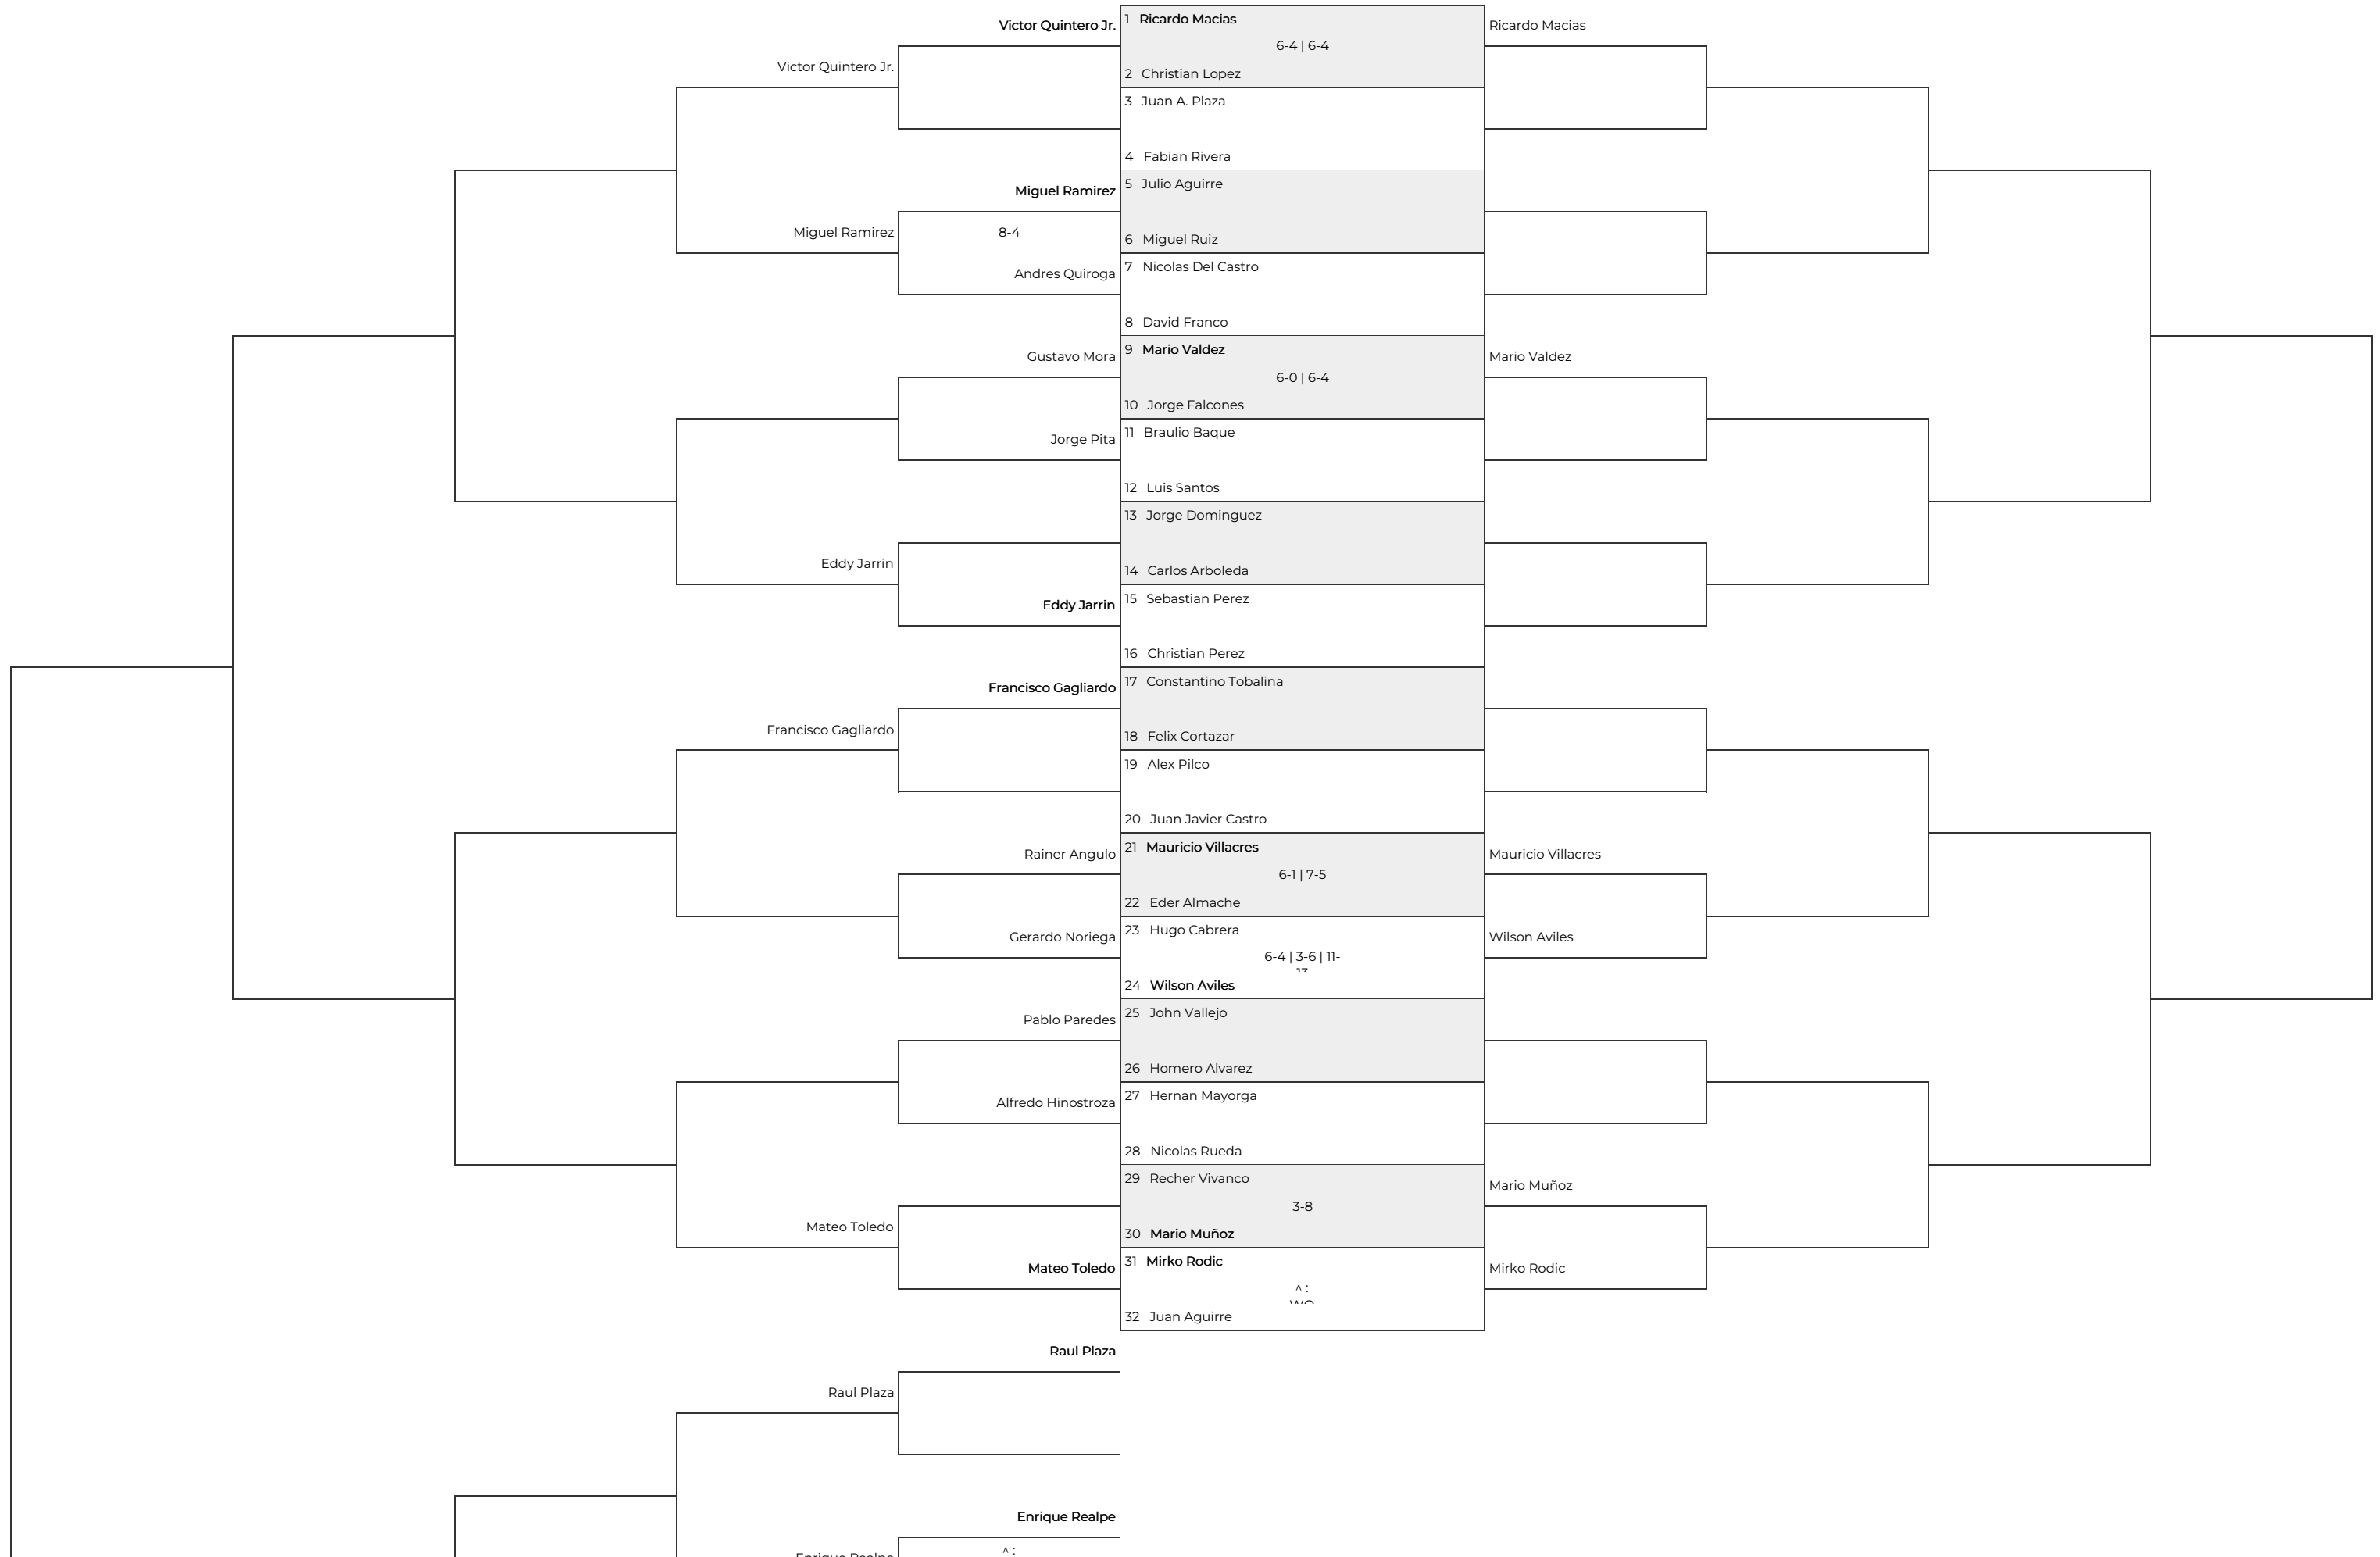 Victor Quintero Jr.
1 Ricardo Macias
Ricardo Macias
6-4 | 6-4
Victor Quintero Jr.
2 Christian Lopez
3 Juan A. Plaza
4 Fabian Rivera
5 Julio Aguirre
Miguel Ramirez
Miguel Ramirez
8-4
6 Miguel Ruiz
Andres Quiroga
7 Nicolas Del Castro
8 David Franco
9 Mario Valdez
Gustavo Mora
Mario Valdez
6-0 | 6-4
10 Jorge Falcones
11 Braulio Baque
Jorge Pita
12 Luis Santos
13 Jorge Dominguez
Eddy Jarrin
14 Carlos Arboleda
15 Sebastian Perez
Eddy Jarrin
16 Christian Perez
17 Constantino Tobalina
Francisco Gagliardo
Francisco Gagliardo
18 Felix Cortazar
19 Alex Pilco
20 Juan Javier Castro
21 Mauricio Villacres
Rainer Angulo
Mauricio Villacres
6-1 | 7-5
22 Eder Almache
23 Hugo Cabrera
Gerardo Noriega
Wilson Aviles
6-4 | 3-6 | 11-
24 Wilson Aviles
25 John Vallejo
Pablo Paredes
26 Homero Alvarez
27 Hernan Mayorga
Alfredo Hinostroza
28 Nicolas Rueda
29 Recher Vivanco
Mario Muñoz
3-8
Mateo Toledo
30 Mario Muñoz
31 Mirko Rodic
Mateo Toledo
Mirko Rodic
^ :
32 Juan Aguirre
Raul Plaza
Raul Plaza
Enrique Realpe
^ :
Enrique Realpe